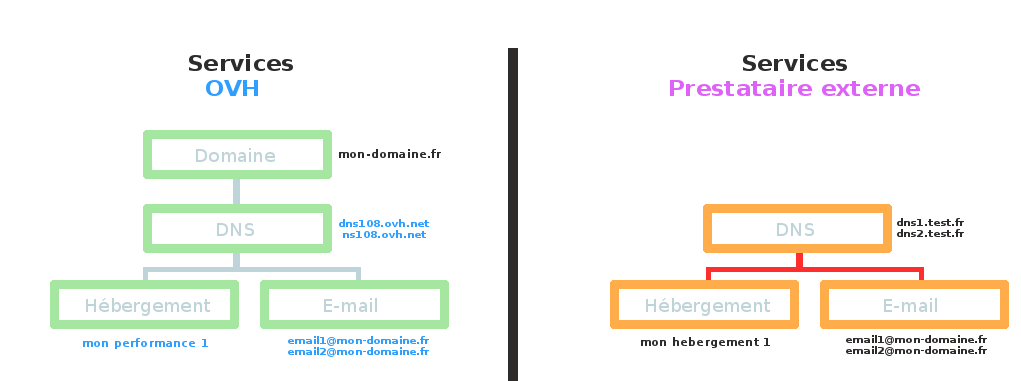 Services
OVH
Domaine
mon-domaine.fr
DNS
dns108.ovh.net
ns108.ovh.net
Hébergement
E-mail
mon performance 1
email1@mon-domaine.fr
email2@mon-domaine.fr
Services
Prestataire externe
DNS
dns1.test.fr
dns2.test.fr
Hébergement
E-mail
mon hebergement 1
email1@mon-domaine.fr
email2@mon-domaine.fr